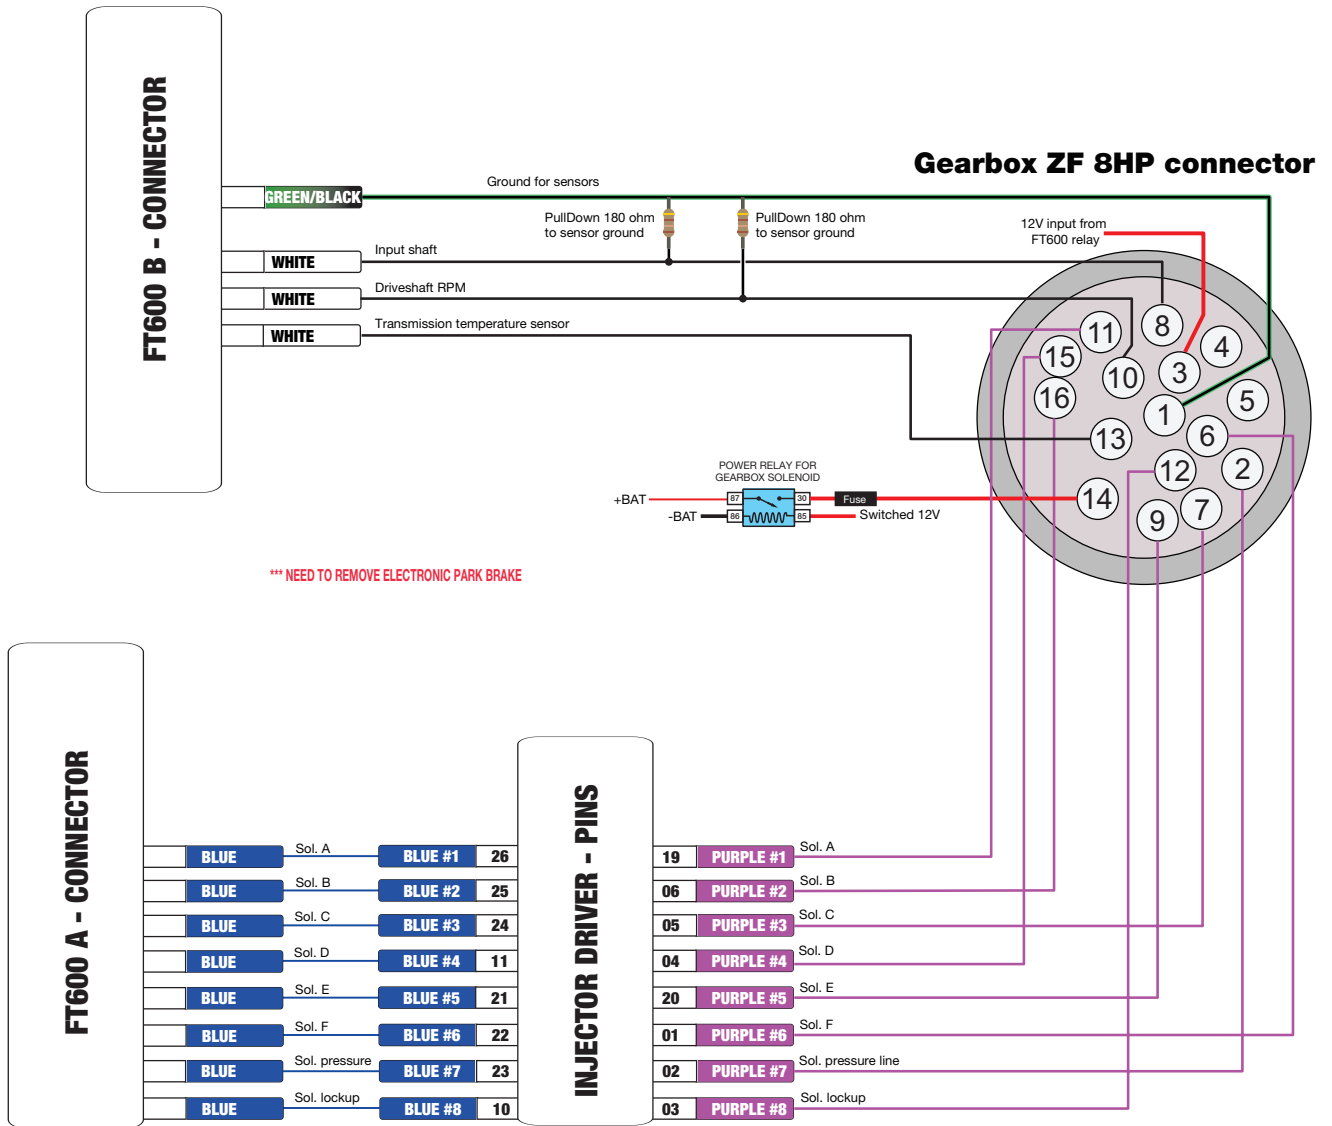 Gearbox ZF 8HP connector
FT600 B - CONNECTOR
GREEN/BLACK
Ground for sensors
PullDown 180 ohm
to sensor ground
PullDown 180 ohm
to sensor ground
12V input from
FT600 relay
WHITE
Input shaft
WHITE
Driveshaft RPM
WHITE
Transmission temperature sensor
11
8
4
15
10
3
16
1
5
13
6
12
2
14
9
7
POWER RELAY FOR
GEARBOX SOLENOID
+BAT
87
30
Fuse
-BAT
86
85
Switched 12V
*** NEED TO REMOVE ELECTRONIC PARK BRAKE
FT600 A - CONNECTOR
INJECTOR DRIVER - PINS
BLUE Sol. A BLUE #1 26 19 PURPLE #1 Sol. A
BLUE Sol. B BLUE #2 25 06 PURPLE #2 Sol. B
BLUE Sol. C BLUE #3 24 05 PURPLE #3 Sol. C
BLUE Sol. D BLUE #4 11 04 PURPLE #4 Sol. D
BLUE Sol. E BLUE #5 21 20 PURPLE #5 Sol. E
BLUE Sol. F BLUE #6 22 01 PURPLE #6 Sol. F
BLUE Sol. pressure BLUE #7 23 02 PURPLE #7 Sol. pressure line
BLUE Sol. lockup BLUE #8 10 03 PURPLE #8 Sol. lockup